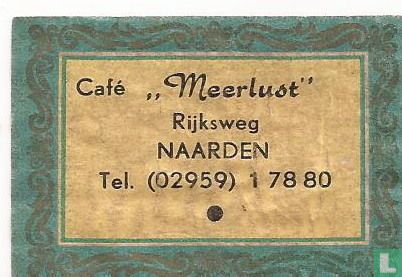 Café „Meerlust"
Rijksweg
NAARDEN
Tel. (02959) 1 78 80